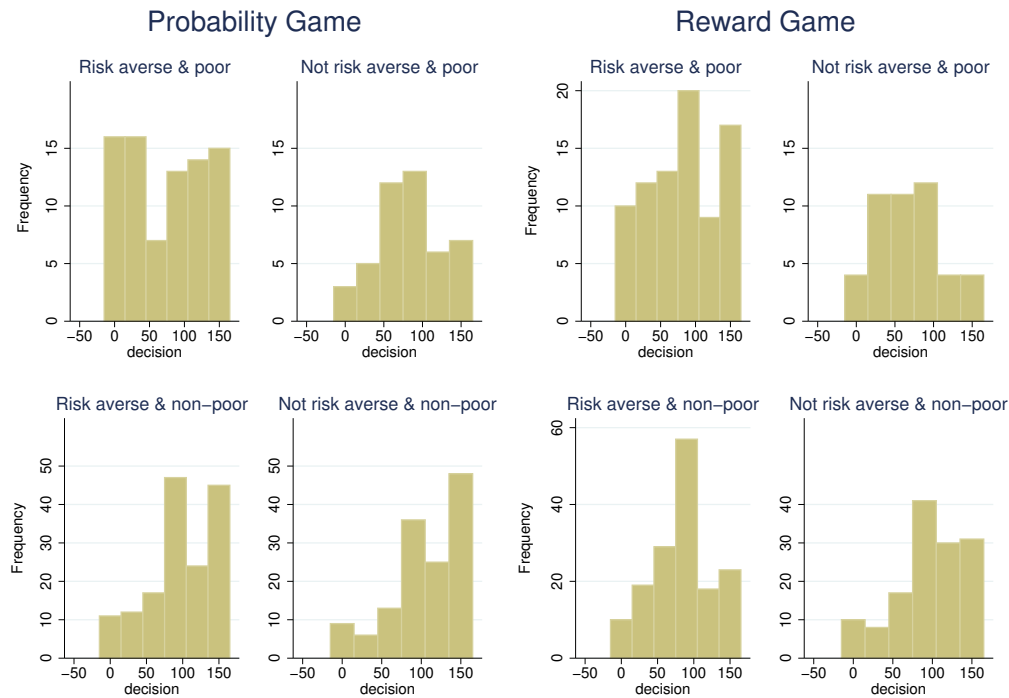 Probability Game
Reward Game
Risk averse & poor
Not risk averse & poor
Risk averse & poor
Not risk averse & poor
Frequency
0 5 10 15
−50 0 50 100 150
decision
0 5 10 15
−50 0 50 100 150
decision
Frequency
0 5 10 15 20
−50 0 50 100 150
decision
0 5 10 15
−50 0 50 100 150
decision
Risk averse & non−poor
Not risk averse & non−poor
Risk averse & non−poor
Not risk averse & non−poor
Frequency
0 10 20 30 40 50
−50 0 50 100 150
decision
0 10 20 30 40 50
−50 0 50 100 150
decision
Frequency
0 20 40 60
−50 0 50 100 150
decision
0 10 20 30 40
−50 0 50 100 150
decision